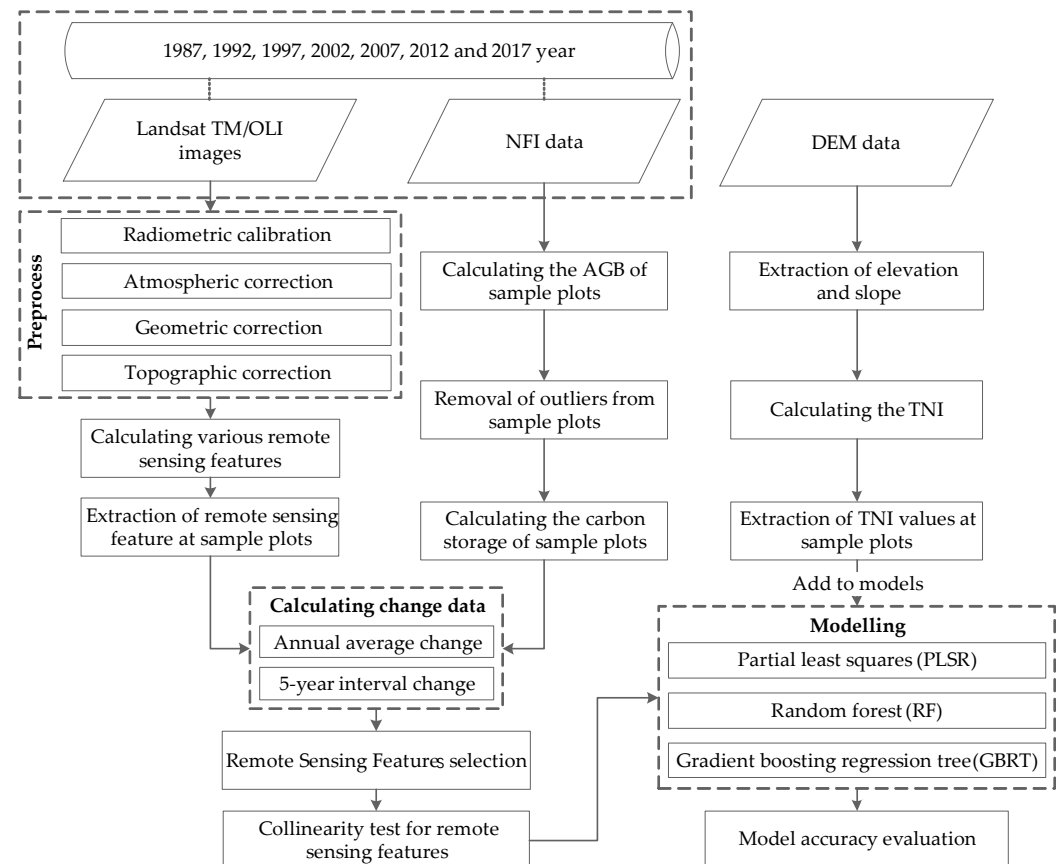 1987, 1992, 1997, 2002, 2007, 2012 and 2017 year
Landsat TM/OLI
images
NFI data
DEM data
Preprocess
Radiometric calibration
Atmospheric correction
Geometric correction
Topographic correction
Calculating the AGB of
sample plots
Extraction of elevation
and slope
Removal of outliers from
sample plots
Calculating the TNI
Calculating various remote
sensing features
Extraction of remote sensing
feature at sample plots
Calculating the carbon
storage of sample plots
Extraction of TNI values at
sample plots
Add to models
Calculating change data
Annual average change
5-year interval change
Modelling
Partial least squares (PLSR)
Random forest (RF)
Gradient boosting regression tree (GBRT)
Remote Sensing Features selection
Collinearity test for remote
sensing features
Model accuracy evaluation